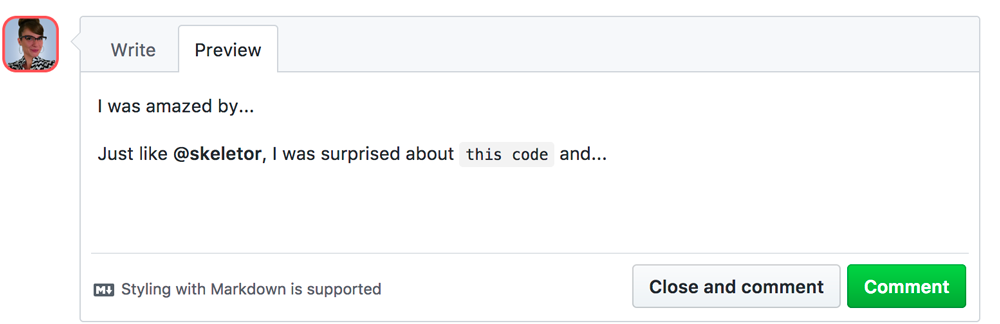 Write Preview
I was amazed by...
Just like @skeletor, I was surprised about this code and...
M↓ Styling with Markdown is supported
Close and comment Comment